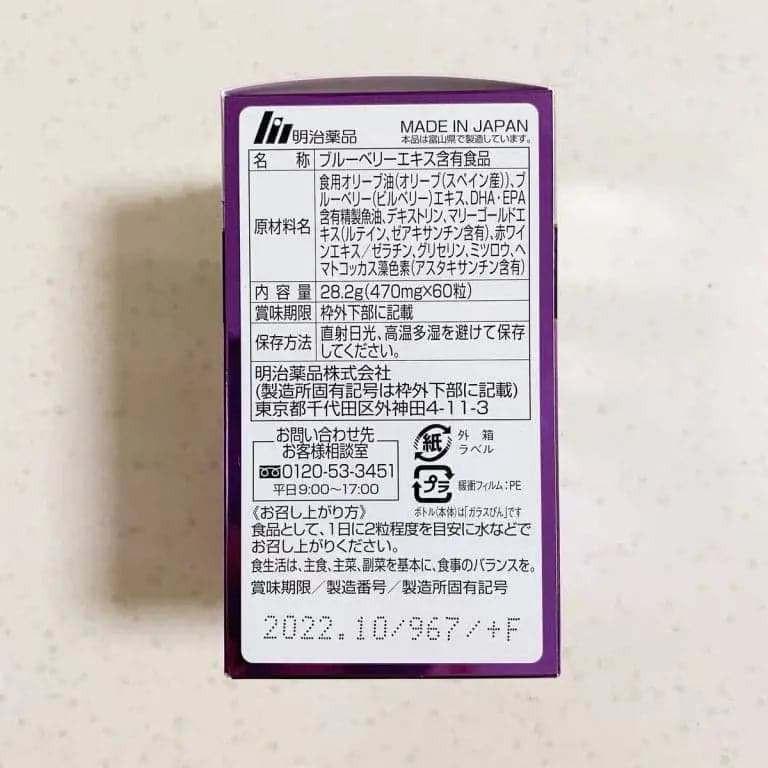 明治薬品 MADE IN JAPAN
本品は富山県で製造しています。
名 称 ブルーベリーエキス含有食品
原材料名 食用オリーブ油(オリーブ(スペイン産))、ブ
ルーベリー(ビルベリー)エキス、DHA・EPA
含有精製魚油、デキストリン、マリーゴールドエ
キス(ルテイン、ゼアキサンチン含有)、赤ワイ
ンエキス/ゼラチン、グリセリン、ミツロウ、ヘ
マトコッカス藻色素(アスタキサンチン含有)
内 容 量 28.2g(470mg×60粒)
賞味期限 枠外下部に記載
保存方法 直射日光、高温多湿を避けて保存
してください。
明治薬品株式会社
(製造所固有記号は枠外下部に記載)
東京都千代田区外神田4-11-3
お問い合わせ先
お客様相談室
0120-53-3451
平日9:00~17:00
紙 外 箱
ラベル
プラ 緩衝フィルム:PE
ボトル(本体)は「ガラスびん」です
《お召し上がり方》
食品として、1日に2粒程度を目安に水などで
お召し上がりください。
食生活は、主食、主菜、副菜を基本に、食事のバランスを。
賞味期限/製造番号/製造所固有記号
2022.10/967/+F